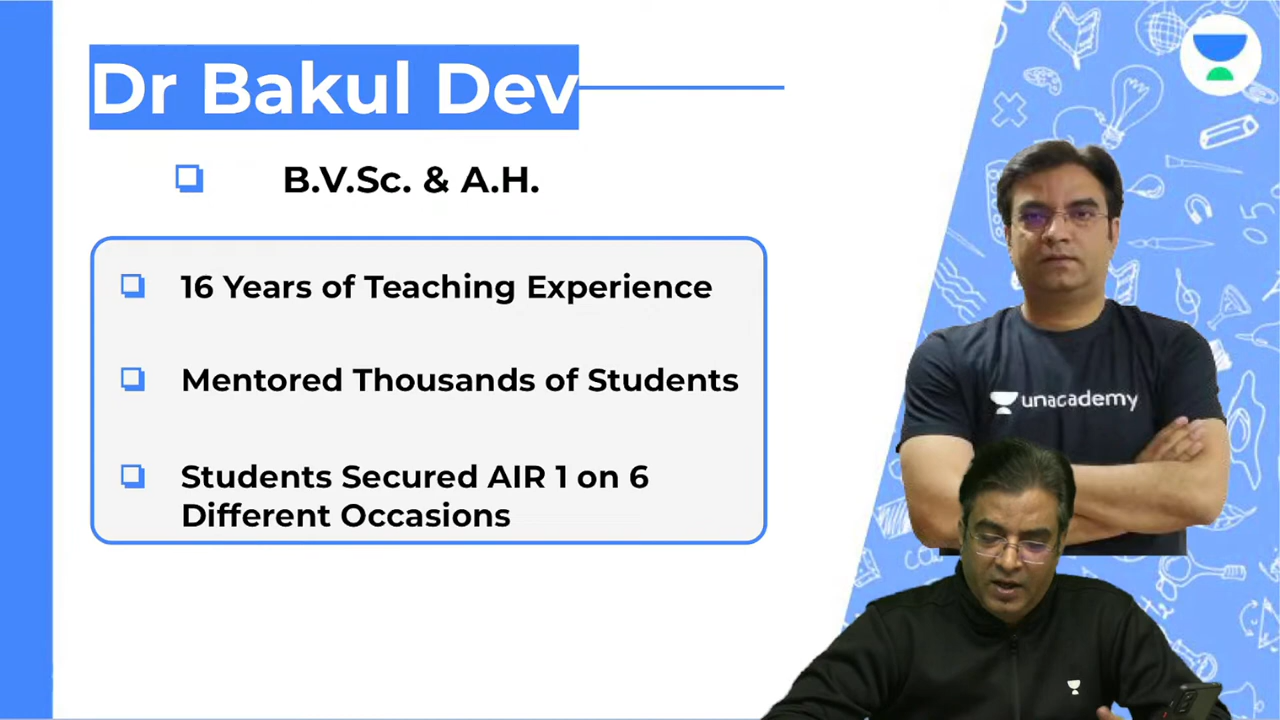 Dr Bakul Dev
B.V.Sc. & A.H.
16 Years of Teaching Experience
Mentored Thousands of Students
Students Secured AIR 1 on 6
Different Occasions
unacademy